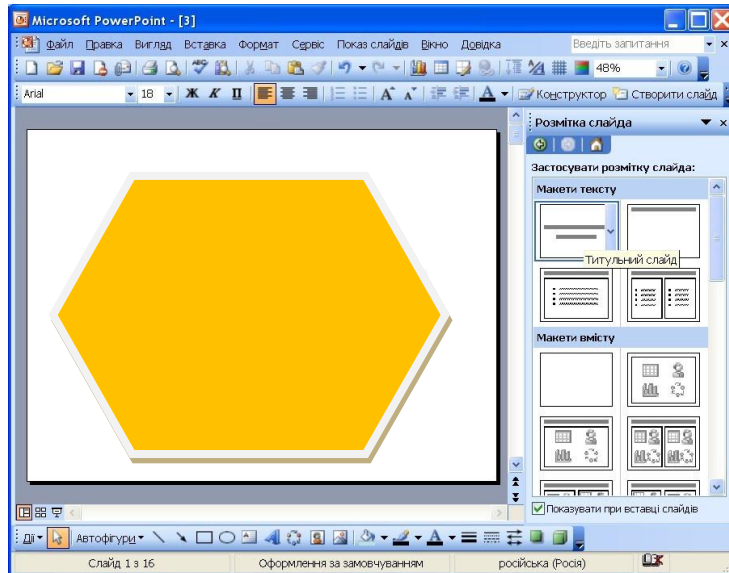 Microsoft PowerPoint - [3]
Файл Правка Вигляд Вставка Формат Сервіс Показ слайдів Вікно Довідка Введіть запитання
48%
Arial 18 Ж К П А А А Конструктор Створити слайд
Розмітка слайда
Застосувати розмітку слайда:
Макети тексту
Титульний слайд
Макети вмісту
Показувати при вставці слайдів
Дії Автофігури А А
Слайд 1 з 16 Оформлення за замовчуванням російська (Росія)